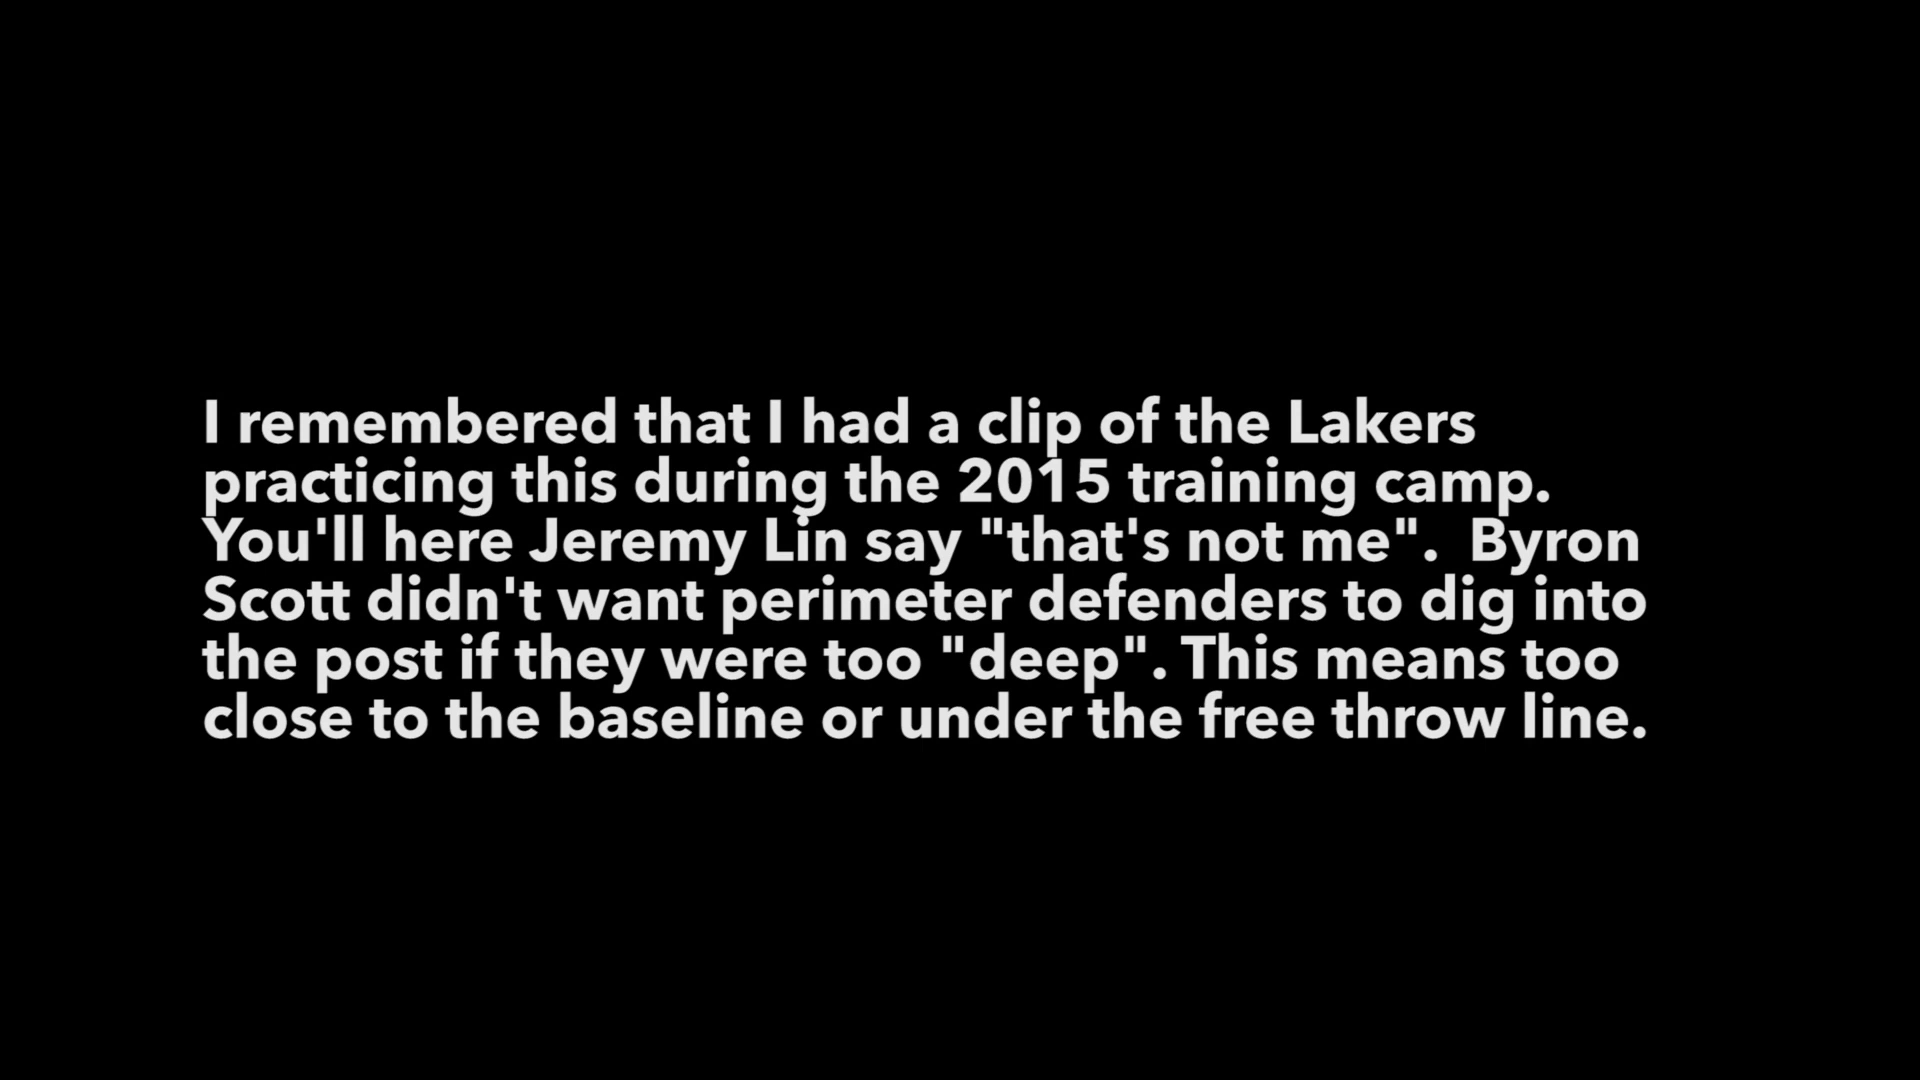 I remembered that I had a clip of the Lakers
practicing this during the 2015 training camp.
You'll here Jeremy Lin say "that's not me".  Byron
Scott didn't want perimeter defenders to dig into
the post if they were too "deep". This means too
close to the baseline or under the free throw line.